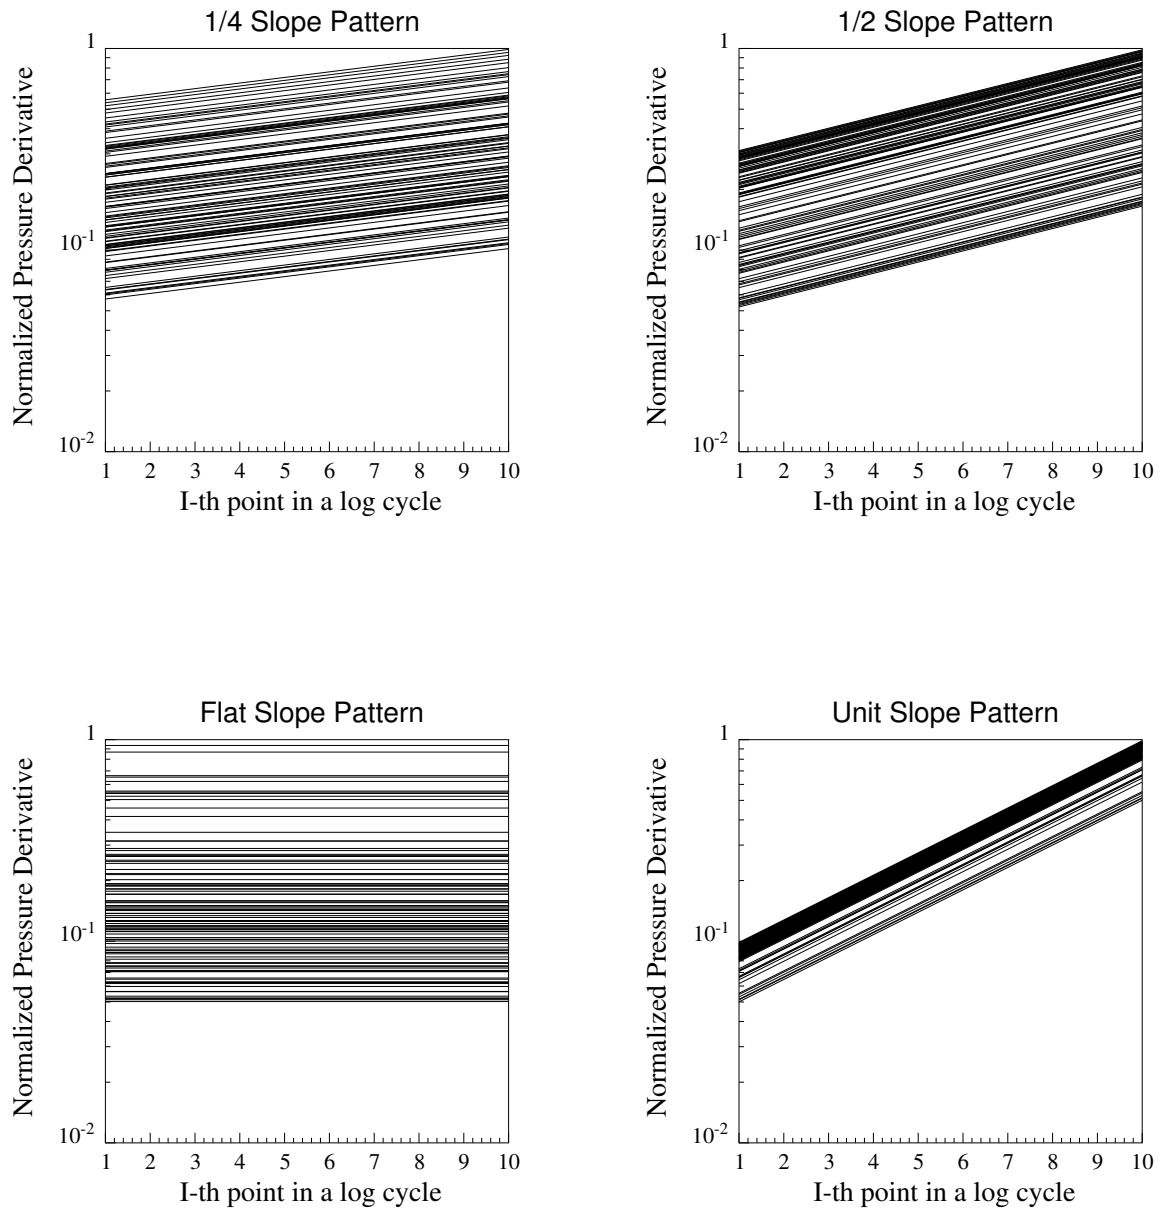 1/4 Slope Pattern
1
10-1
10-2
Normalized Pressure Derivative
1 2 3 4 5 6 7 8 9 10
I-th point in a log cycle
1/2 Slope Pattern
1
10-1
10-2
Normalized Pressure Derivative
1 2 3 4 5 6 7 8 9 10
I-th point in a log cycle
Flat Slope Pattern
1
10-1
10-2
Normalized Pressure Derivative
1 2 3 4 5 6 7 8 9 10
I-th point in a log cycle
Unit Slope Pattern
1
10-1
10-2
Normalized Pressure Derivative
1 2 3 4 5 6 7 8 9 10
I-th point in a log cycle